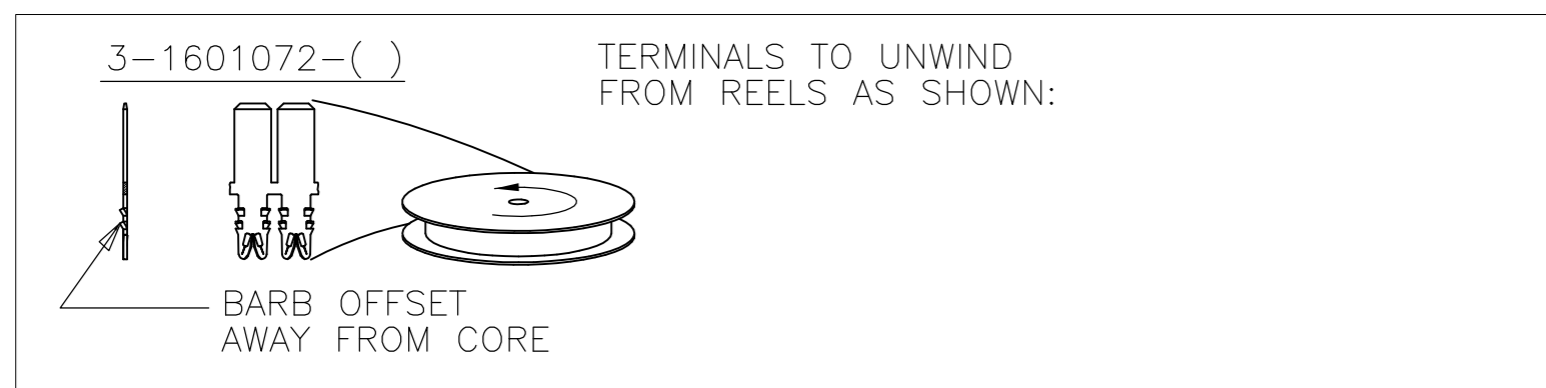 3-1601072-( )
TERMINALS TO UNWIND
FROM REELS AS SHOWN:
BARB OFFSET
AWAY FROM CORE